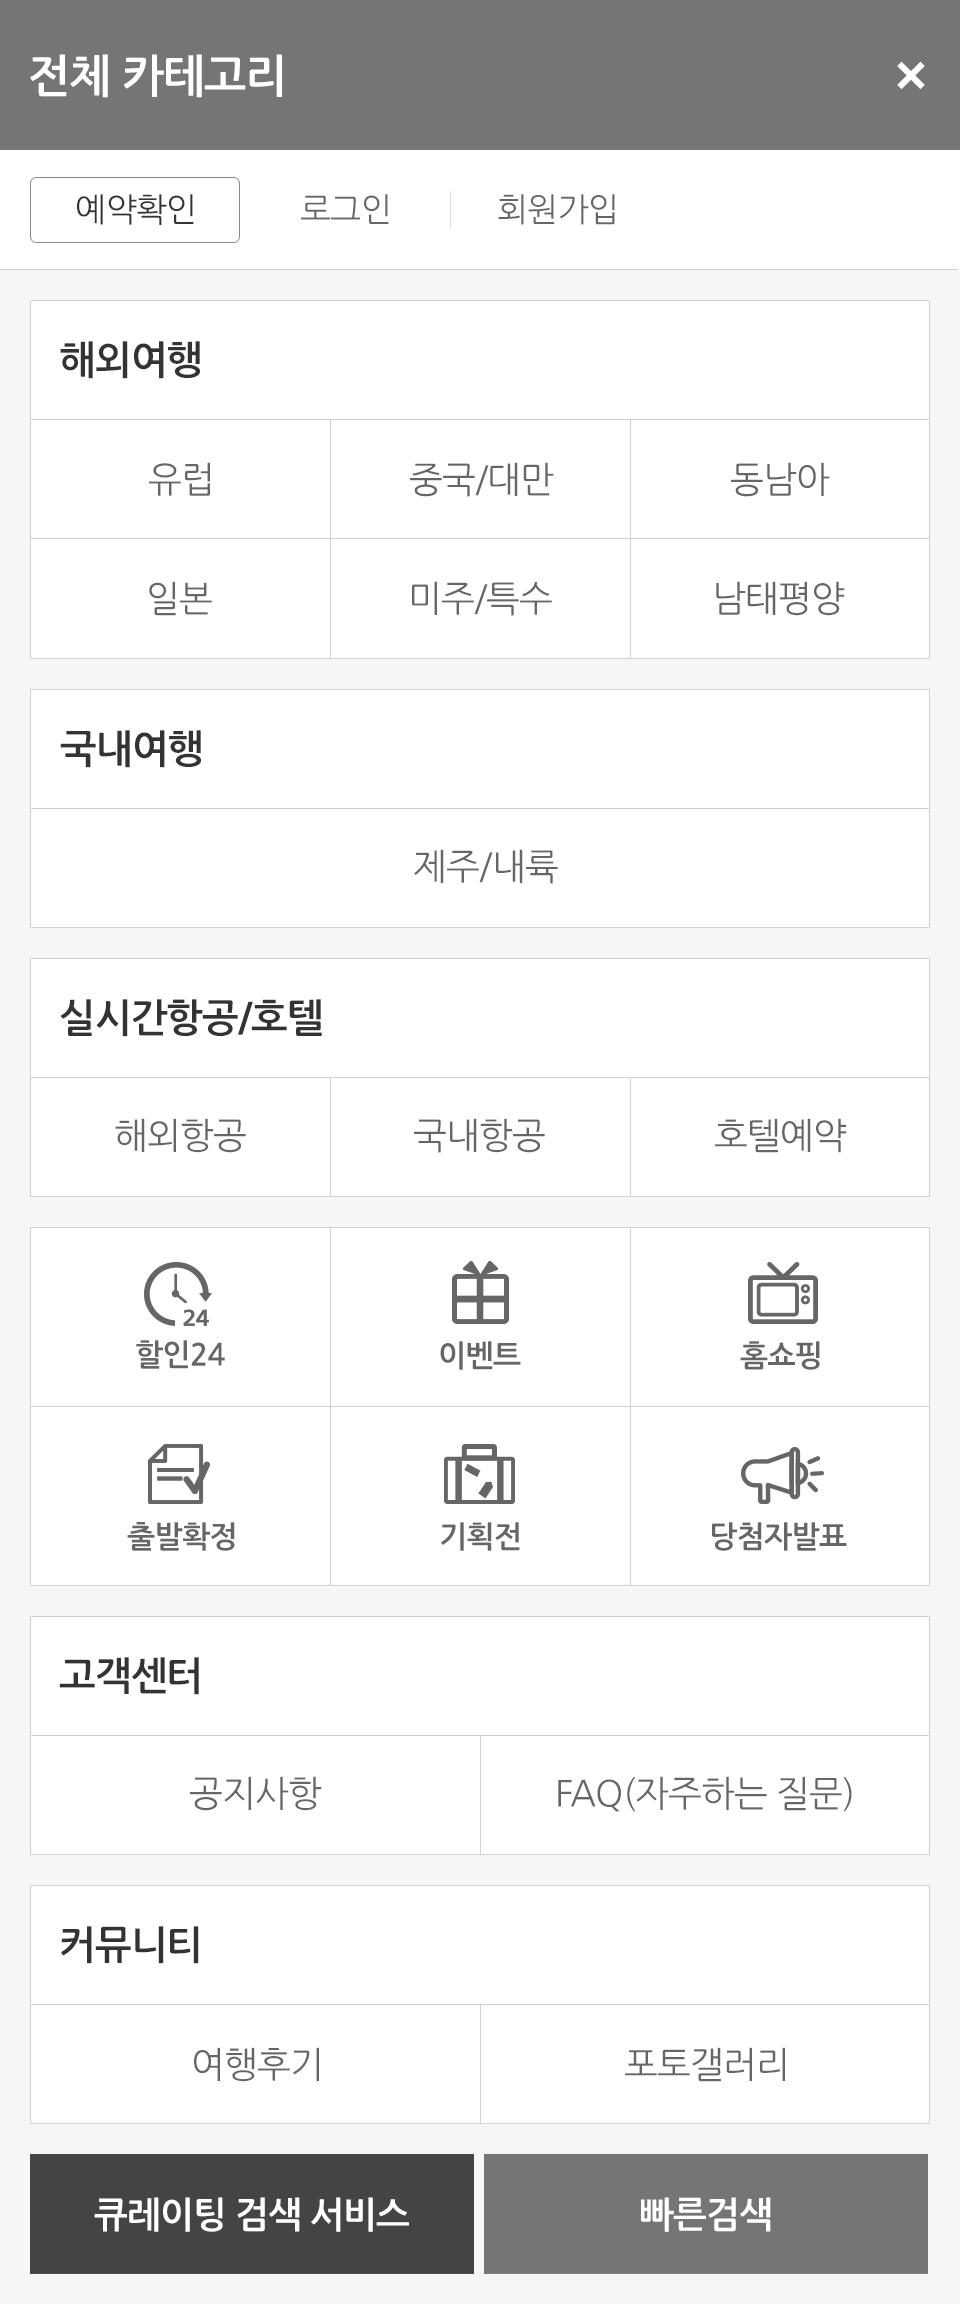 전체 카테고리
예약확인 로그인 회원가입
해외여행
유럽 중국/대만 동남아
일본 미주/특수 남태평양
국내여행
제주/내륙
실시간항공/호텔
해외항공 국내항공 호텔예약
24
할인24 이벤트 홈쇼핑
출발확정 기획전 당첨자발표
고객센터
공지사항 FAQ(자주하는 질문)
커뮤니티
여행후기 포토갤러리
큐레이팅 검색 서비스 빠른검색